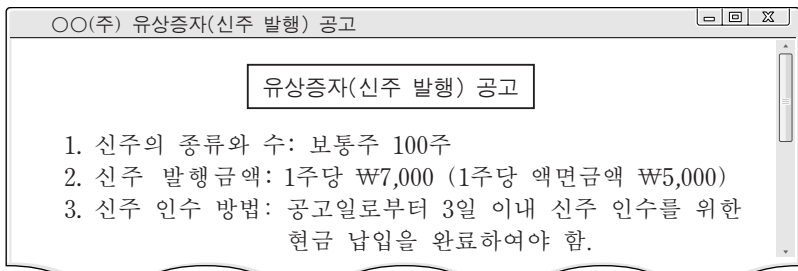 ○○(주) 유상증자(신주 발행) 공고
유상증자(신주 발행) 공고
1. 신주의 종류와 수: 보통주 100주
2. 신주 발행금액: 1주당 ₩7,000 (1주당 액면금액 ₩5,000)
3. 신주 인수 방법: 공고일로부터 3일 이내 신주 인수를 위한
현금 납입을 완료하여야 함.